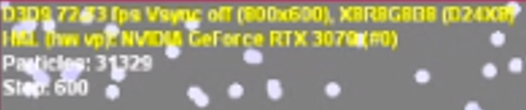 D3D9 72.73 fps Vsync off (800x600), X8R8G8B8 (D24X8)
HAL (hw vp): NVIDIA GeForce RTX 3070 (#0)
Particles: 31329
Step: 600